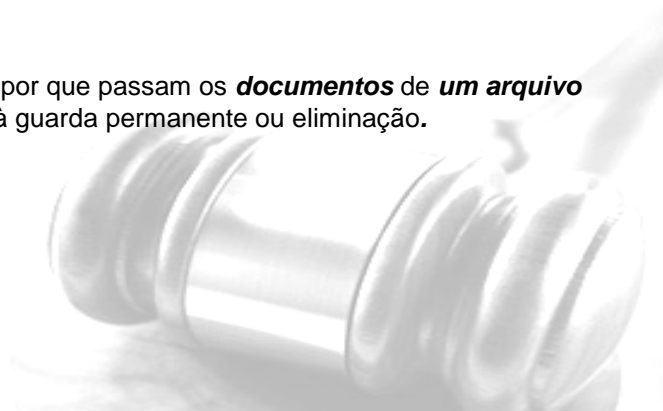 por que passam os documentos de um arquivo
à guarda permanente ou eliminação.